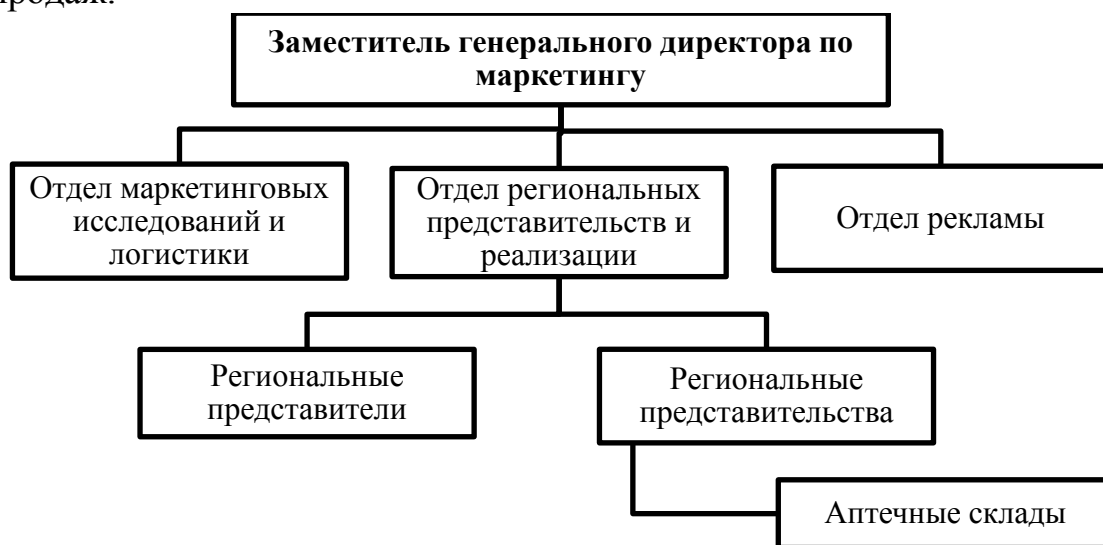 продаж.
Заместитель генерального директора по
маркетингу
Отдел маркетинговых
исследований и
логистики
Отдел региональных
представительств и
реализации
Отдел рекламы
Региональные
представители
Региональные
представительства
Аптечные склады